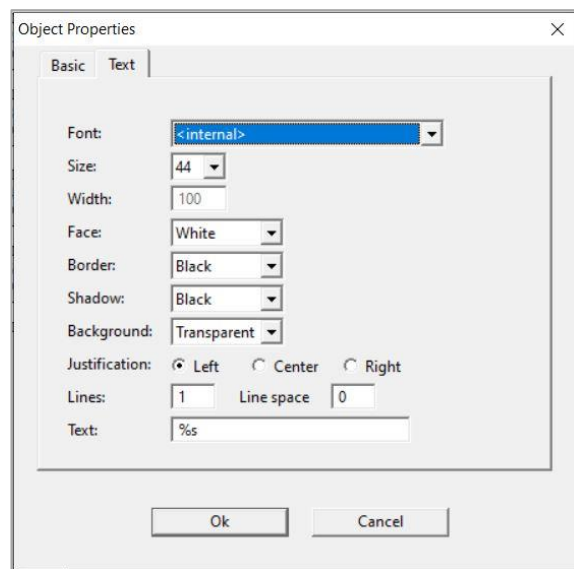 Object Properties
Basic Text
Font: <internal>
Size: 44
Width: 100
Face: White
Border: Black
Shadow: Black
Background: Transparent
Justification: Left Center Right
Lines: 1 Line space 0
Text: %s
Ok Cancel